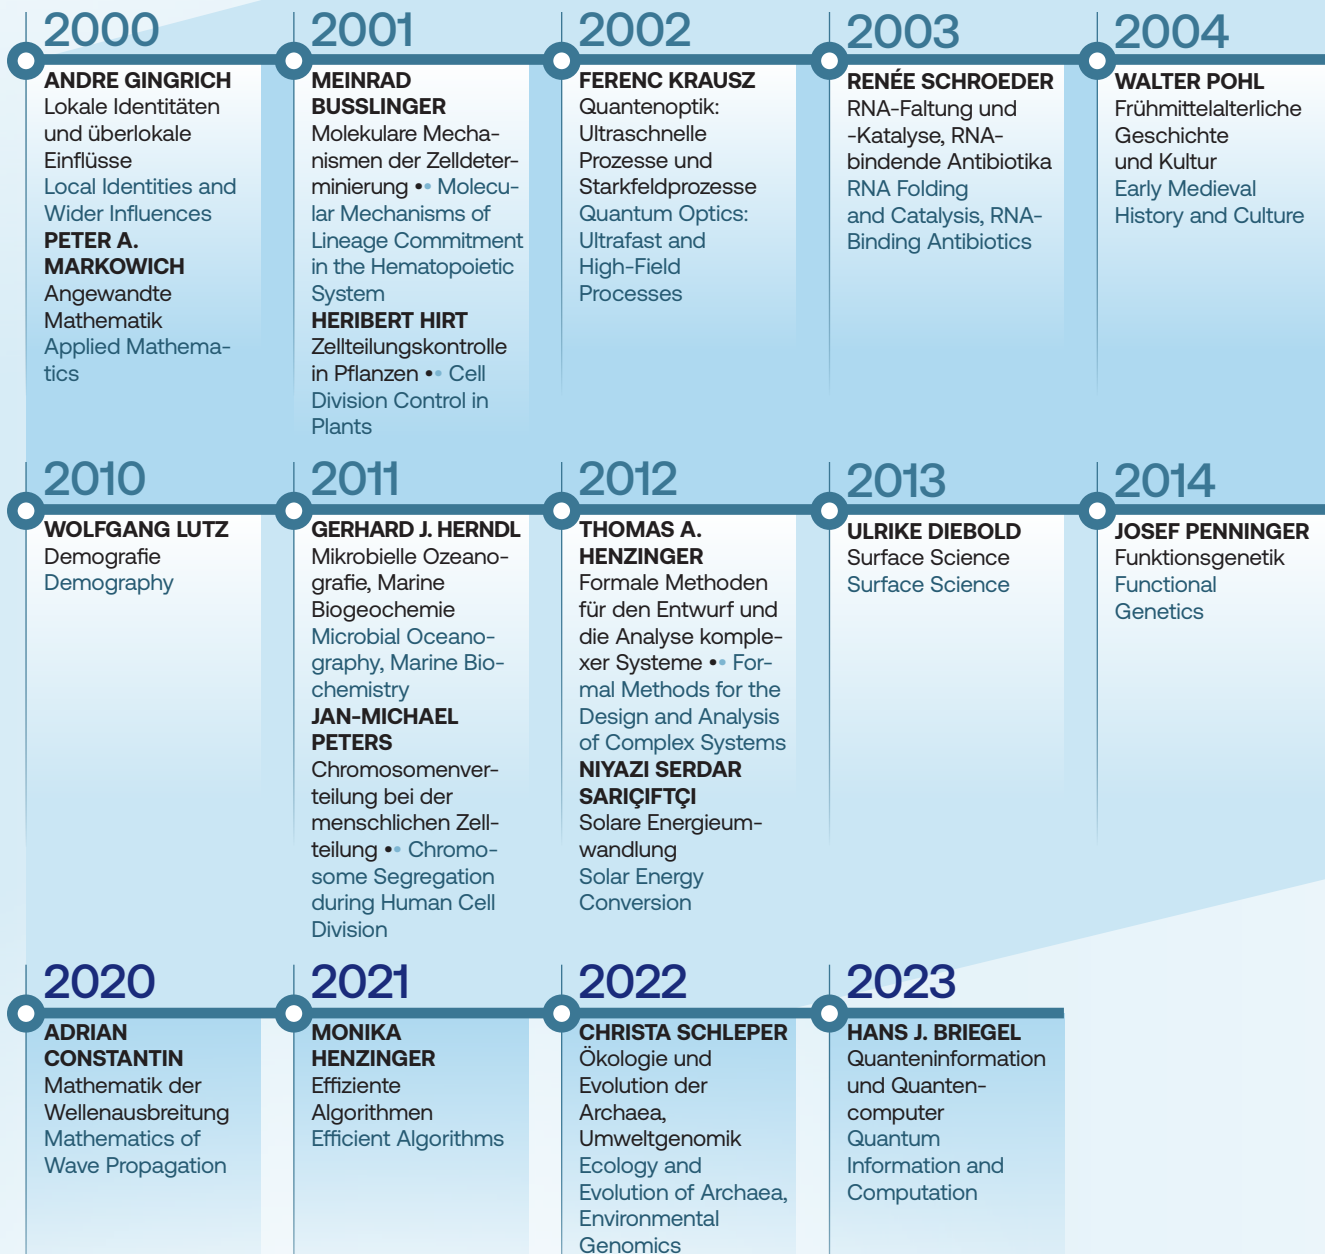 2000
ANDRE GINGRICH
Lokale Identitäten
und überlokale
Einflüsse
Local Identities and
Wider Influences
PETER A.
MARKOWICH
Angewandte
Mathematik
Applied Mathema-
tics
2001
MEINRAD
BUSSLINGER
Molekulare Mecha-
nismen der Zelldeter-
minierung •• Molecu-
lar Mechanisms of
Lineage Commitment
in the Hematopoietic
System
HERIBERT HIRT
Zellteilungskontrolle
in Pflanzen •• Cell
Division Control in
Plants
2002
FERENC KRAUSZ
Quantenoptik:
Ultraschnelle
Prozesse und
Starkfeldprozesse
Quantum Optics:
Ultrafast and
High-Field
Processes
2003
RENÉE SCHROEDER
RNA-Faltung und
-Katalyse, RNA-
bindende Antibiotika
RNA Folding
and Catalysis, RNA-
Binding Antibiotics
2004
WALTER POHL
Frühmittelalterliche
Geschichte
und Kultur
Early Medieval
History and Culture
2010
WOLFGANG LUTZ
Demografie
Demography
2011
GERHARD J. HERNDL
Mikrobielle Ozeano-
grafie, Marine
Biogeochemie
Microbial Oceano-
graphy, Marine Bio-
chemistry
JAN-MICHAEL
PETERS
Chromosomenver-
teilung bei der
menschlichen Zell-
teilung •• Chromo-
some Segregation
during Human Cell
Division
2012
THOMAS A.
HENZINGER
Formale Methoden
für den Entwurf und
die Analyse komple-
xer Systeme •• For-
mal Methods for the
Design and Analysis
of Complex Systems
NIYAZI SERDAR
SARIÇIFTÇI
Solare Energieum-
wandlung
Solar Energy
Conversion
2013
ULRIKE DIEBOLD
Surface Science
Surface Science
2014
JOSEF PENNINGER
Funktionsgenetik
Functional
Genetics
2020
ADRIAN
CONSTANTIN
Mathematik der
Wellenausbreitung
Mathematics of
Wave Propagation
2021
MONIKA
HENZINGER
Effiziente
Algorithmen
Efficient Algorithms
2022
CHRISTA SCHLEPER
Ökologie und
Evolution der
Archaea,
Umweltgenomik
Ecology and
Evolution of Archaea,
Environmental
Genomics
2023
HANS J. BRIEGEL
Quanteninformation
und Quanten-
computer
Quantum
Information and
Computation